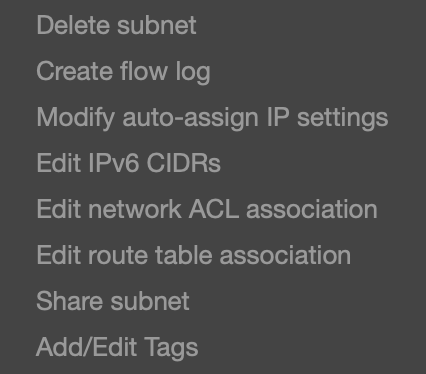 Delete subnet
Create flow log
Modify auto-assign IP settings
Edit IPv6 CIDRs
Edit network ACL association
Edit route table association
Share subnet
Add/Edit Tags